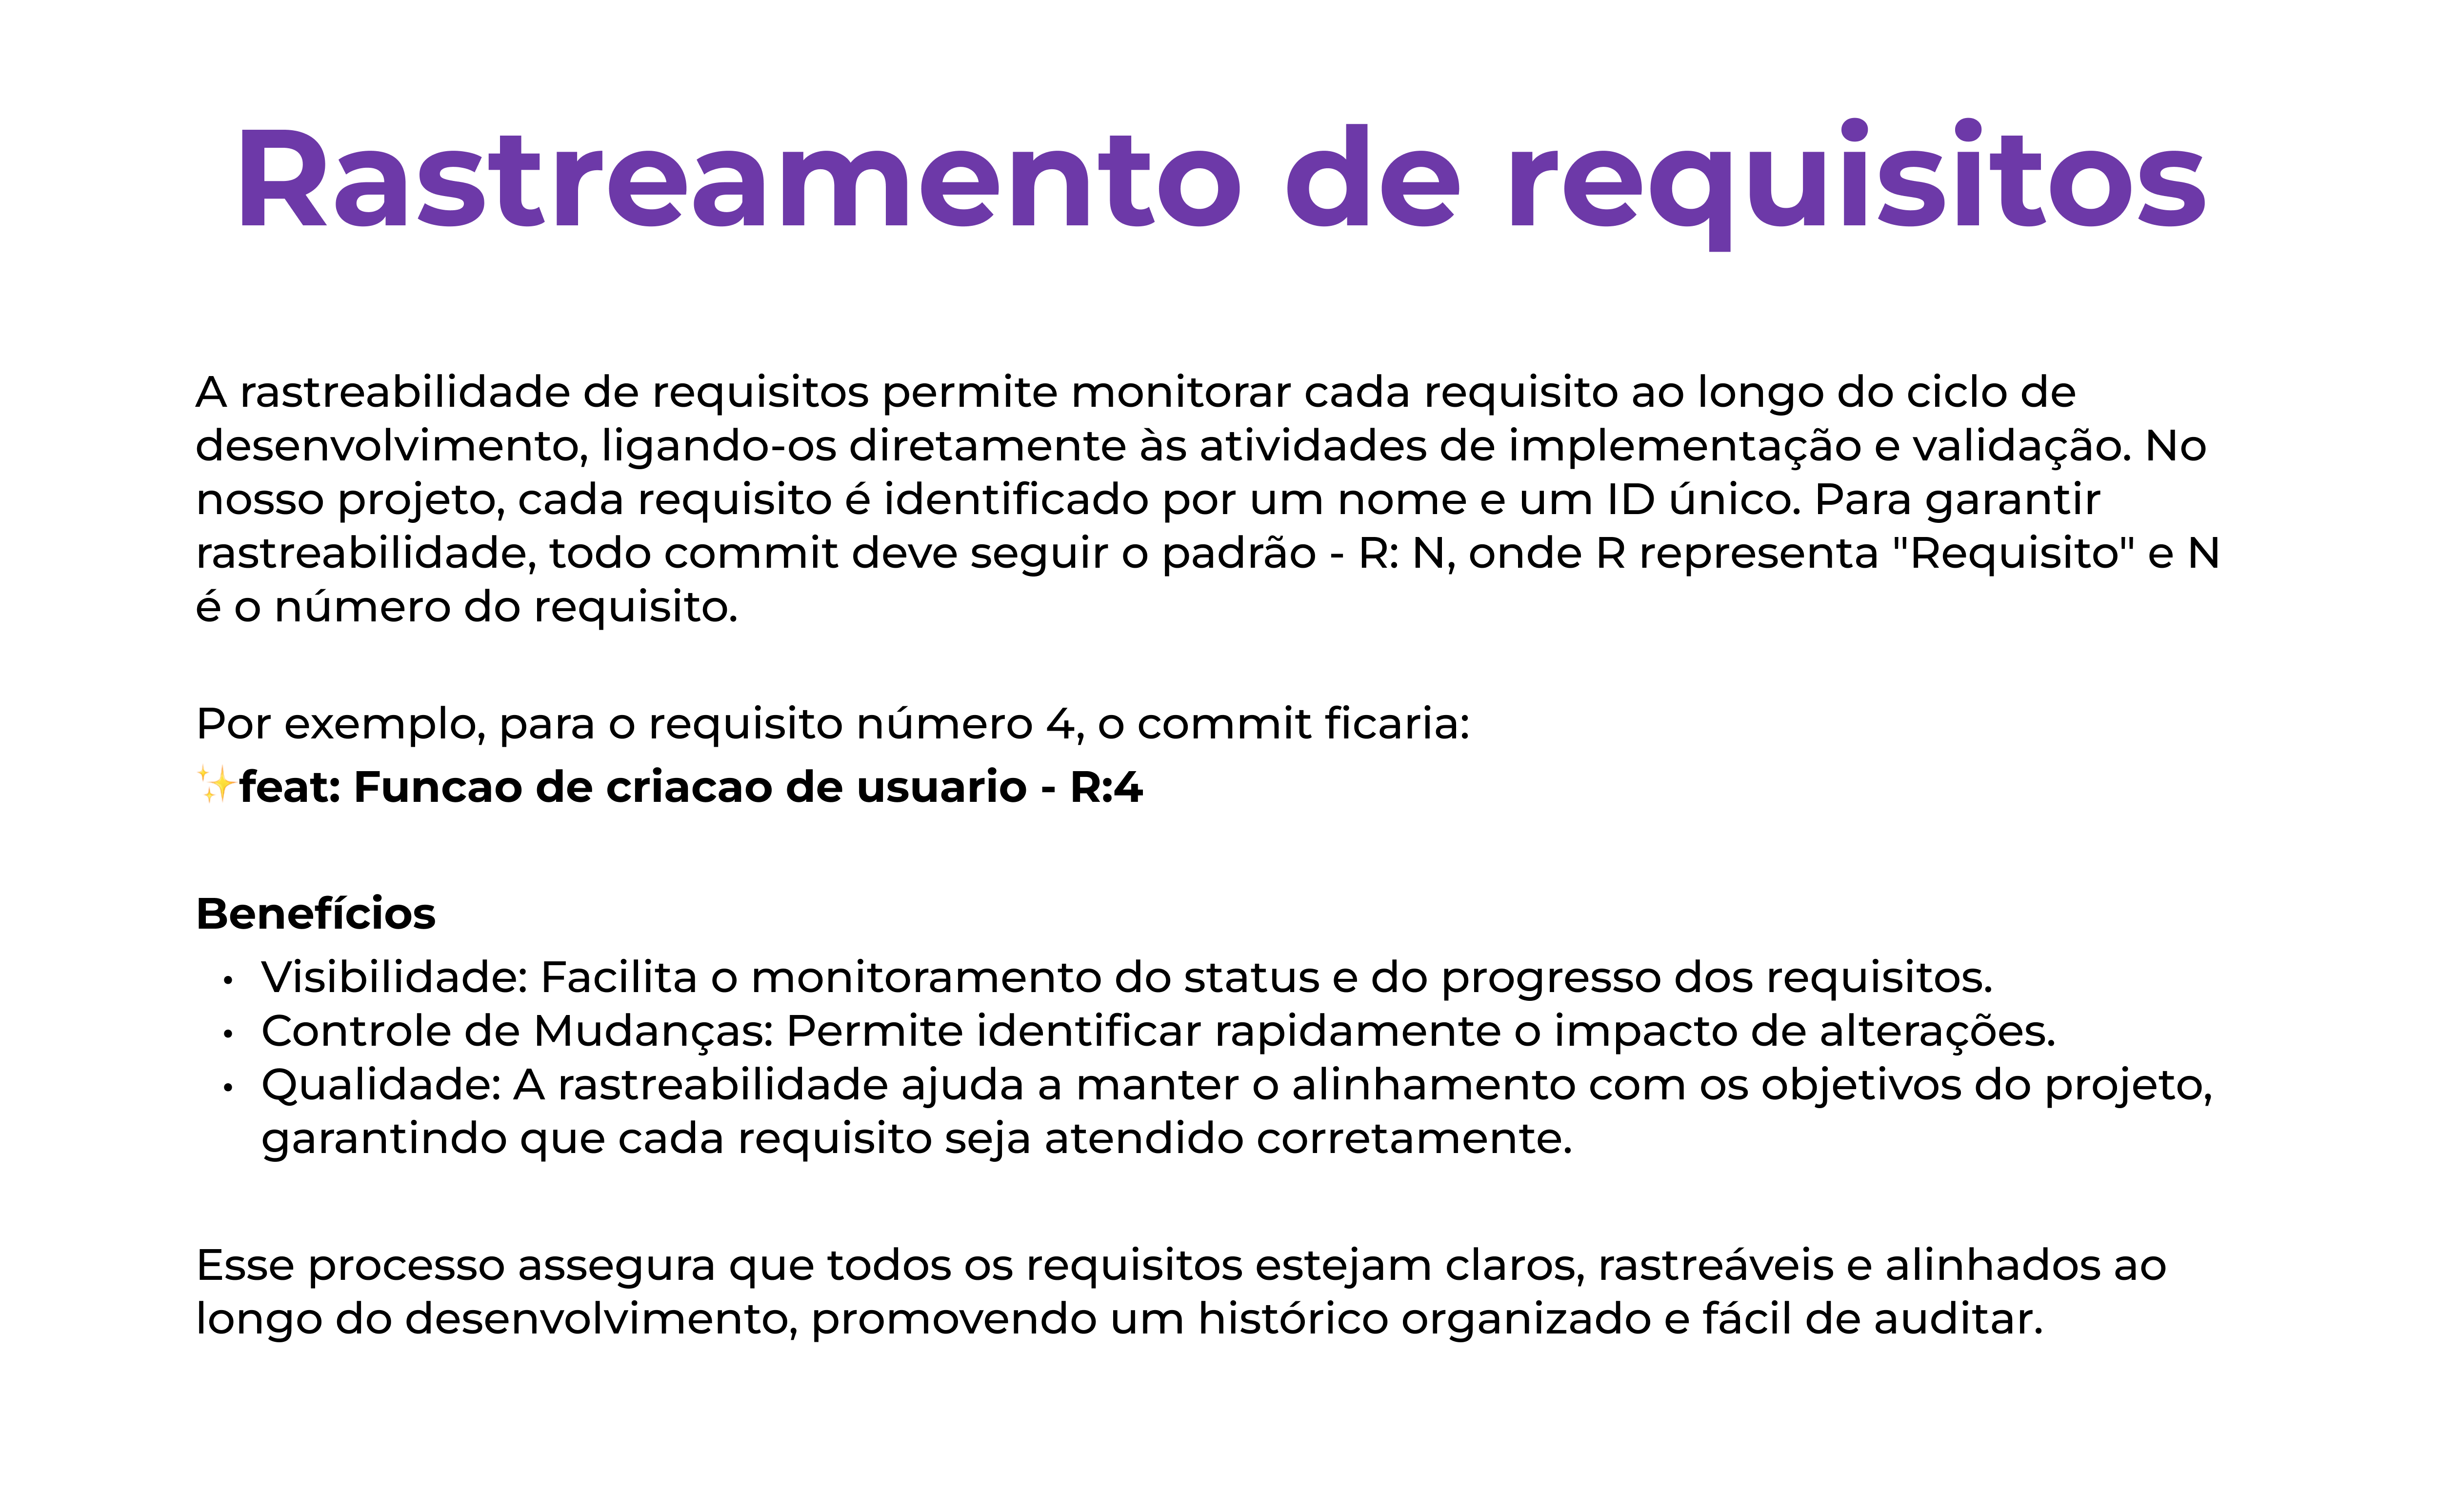 Rastreamento de requisitos
A rastreabilidade de requisitos permite monitorar cada requisito ao longo do ciclo de
desenvolvimento, ligando-os diretamente às atividades de implementação e validação. No
nosso projeto, cada requisito é identificado por um nome e um ID único. Para garantir
rastreabilidade, todo commit deve seguir o padrão - R: N, onde R representa "Requisito" e N
é o número do requisito.
Por exemplo, para o requisito número 4, o commit ficaria:
✨feat: Funcao de criacao de usuario - R:4
Benefícios
• Visibilidade: Facilita o monitoramento do status e do progresso dos requisitos.
• Controle de Mudanças: Permite identificar rapidamente o impacto de alterações.
• Qualidade: A rastreabilidade ajuda a manter o alinhamento com os objetivos do projeto,
garantindo que cada requisito seja atendido corretamente.
Esse processo assegura que todos os requisitos estejam claros, rastreáveis e alinhados ao
longo do desenvolvimento, promovendo um histórico organizado e fácil de auditar.